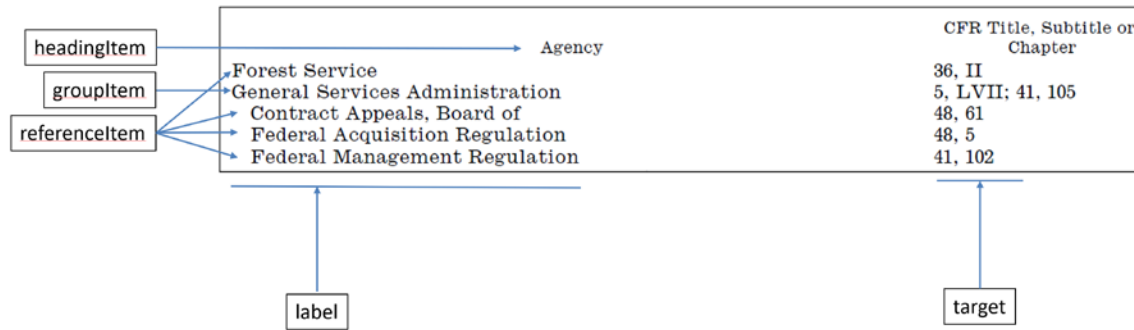 CFR Title, Subtitle or
headingItem Agency Chapter
Forest Service 36, II
groupItem General Services Administration 5, LVII; 41, 105
Contract Appeals, Board of 48, 61
referenceItem Federal Acquisition Regulation 48, 5
Federal Management Regulation 41, 102
label target